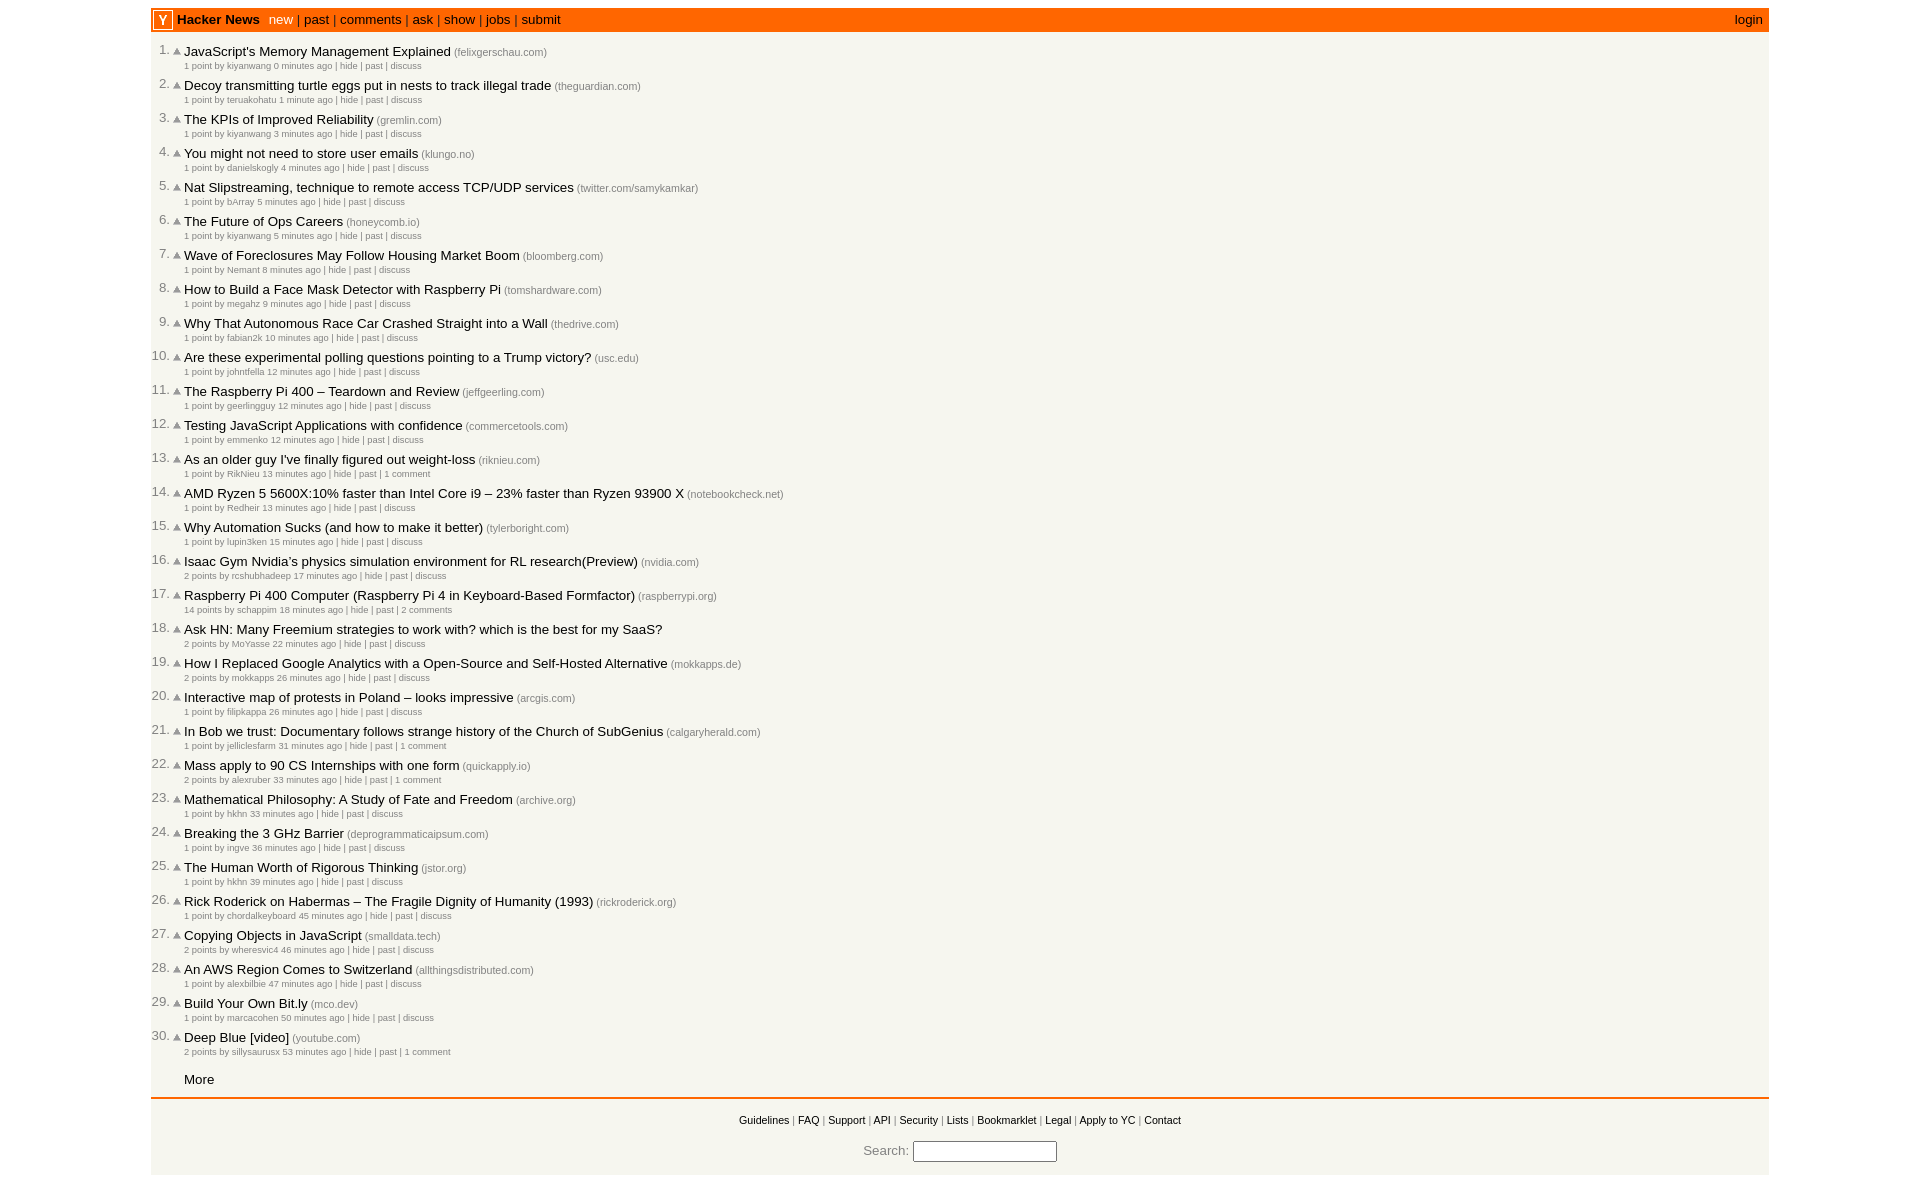 Y Hacker News new | past | comments | ask | show | jobs | submit login
1. JavaScript's Memory Management Explained (felixgerschau.com)
1 point by kiyanwang 0 minutes ago | hide | past | discuss
2. Decoy transmitting turtle eggs put in nests to track illegal trade (theguardian.com)
1 point by teruakohatu 1 minute ago | hide | past | discuss
3. The KPIs of Improved Reliability (gremlin.com)
1 point by kiyanwang 3 minutes ago | hide | past | discuss
4. You might not need to store user emails (klungo.no)
1 point by danielskogly 4 minutes ago | hide | past | discuss
5. Nat Slipstreaming, technique to remote access TCP/UDP services (twitter.com/samykamkar)
1 point by bArray 5 minutes ago | hide | past | discuss
6. The Future of Ops Careers (honeycomb.io)
1 point by kiyanwang 5 minutes ago | hide | past | discuss
7. Wave of Foreclosures May Follow Housing Market Boom (bloomberg.com)
1 point by Nemant 8 minutes ago | hide | past | discuss
8. How to Build a Face Mask Detector with Raspberry Pi (tomshardware.com)
1 point by megahz 9 minutes ago | hide | past | discuss
9. Why That Autonomous Race Car Crashed Straight into a Wall (thedrive.com)
1 point by fabian2k 10 minutes ago | hide | past | discuss
10. Are these experimental polling questions pointing to a Trump victory? (usc.edu)
1 point by johntfella 12 minutes ago | hide | past | discuss
11. The Raspberry Pi 400 – Teardown and Review (jeffgeerling.com)
1 point by geerlingguy 12 minutes ago | hide | past | discuss
12. Testing JavaScript Applications with confidence (commercetools.com)
1 point by emmenko 12 minutes ago | hide | past | discuss
13. As an older guy I've finally figured out weight-loss (riknieu.com)
1 point by RikNieu 13 minutes ago | hide | past | 1 comment
14. AMD Ryzen 5 5600X:10% faster than Intel Core i9 – 23% faster than Ryzen 93900 X (notebookcheck.net)
1 point by Redheir 13 minutes ago | hide | past | discuss
15. Why Automation Sucks (and how to make it better) (tylerboright.com)
1 point by lupin3ken 15 minutes ago | hide | past | discuss
16. Isaac Gym Nvidia’s physics simulation environment for RL research(Preview) (nvidia.com)
2 points by rcshubhadeep 17 minutes ago | hide | past | discuss
17. Raspberry Pi 400 Computer (Raspberry Pi 4 in Keyboard-Based Formfactor) (raspberrypi.org)
14 points by schappim 18 minutes ago | hide | past | 2 comments
18. Ask HN: Many Freemium strategies to work with? which is the best for my SaaS?
2 points by MoYasse 22 minutes ago | hide | past | discuss
19. How I Replaced Google Analytics with a Open-Source and Self-Hosted Alternative (mokkapps.de)
2 points by mokkapps 26 minutes ago | hide | past | discuss
20. Interactive map of protests in Poland – looks impressive (arcgis.com)
1 point by filipkappa 26 minutes ago | hide | past | discuss
21. In Bob we trust: Documentary follows strange history of the Church of SubGenius (calgaryherald.com)
1 point by jelliclesfarm 31 minutes ago | hide | past | 1 comment
22. Mass apply to 90 CS Internships with one form (quickapply.io)
2 points by alexruber 33 minutes ago | hide | past | 1 comment
23. Mathematical Philosophy: A Study of Fate and Freedom (archive.org)
1 point by hkhn 33 minutes ago | hide | past | discuss
24. Breaking the 3 GHz Barrier (deprogrammaticaipsum.com)
1 point by ingve 36 minutes ago | hide | past | discuss
25. The Human Worth of Rigorous Thinking (jstor.org)
1 point by hkhn 39 minutes ago | hide | past | discuss
26. Rick Roderick on Habermas – The Fragile Dignity of Humanity (1993) (rickroderick.org)
1 point by chordalkeyboard 45 minutes ago | hide | past | discuss
27. Copying Objects in JavaScript (smalldata.tech)
2 points by wheresvic4 46 minutes ago | hide | past | discuss
28. An AWS Region Comes to Switzerland (allthingsdistributed.com)
1 point by alexbilbie 47 minutes ago | hide | past | discuss
29. Build Your Own Bit.ly (mco.dev)
1 point by marcacohen 50 minutes ago | hide | past | discuss
30. Deep Blue [video] (youtube.com)
2 points by sillysaurusx 53 minutes ago | hide | past | 1 comment
More
Guidelines | FAQ | Support | API | Security | Lists | Bookmarklet | Legal | Apply to YC | Contact
Search: